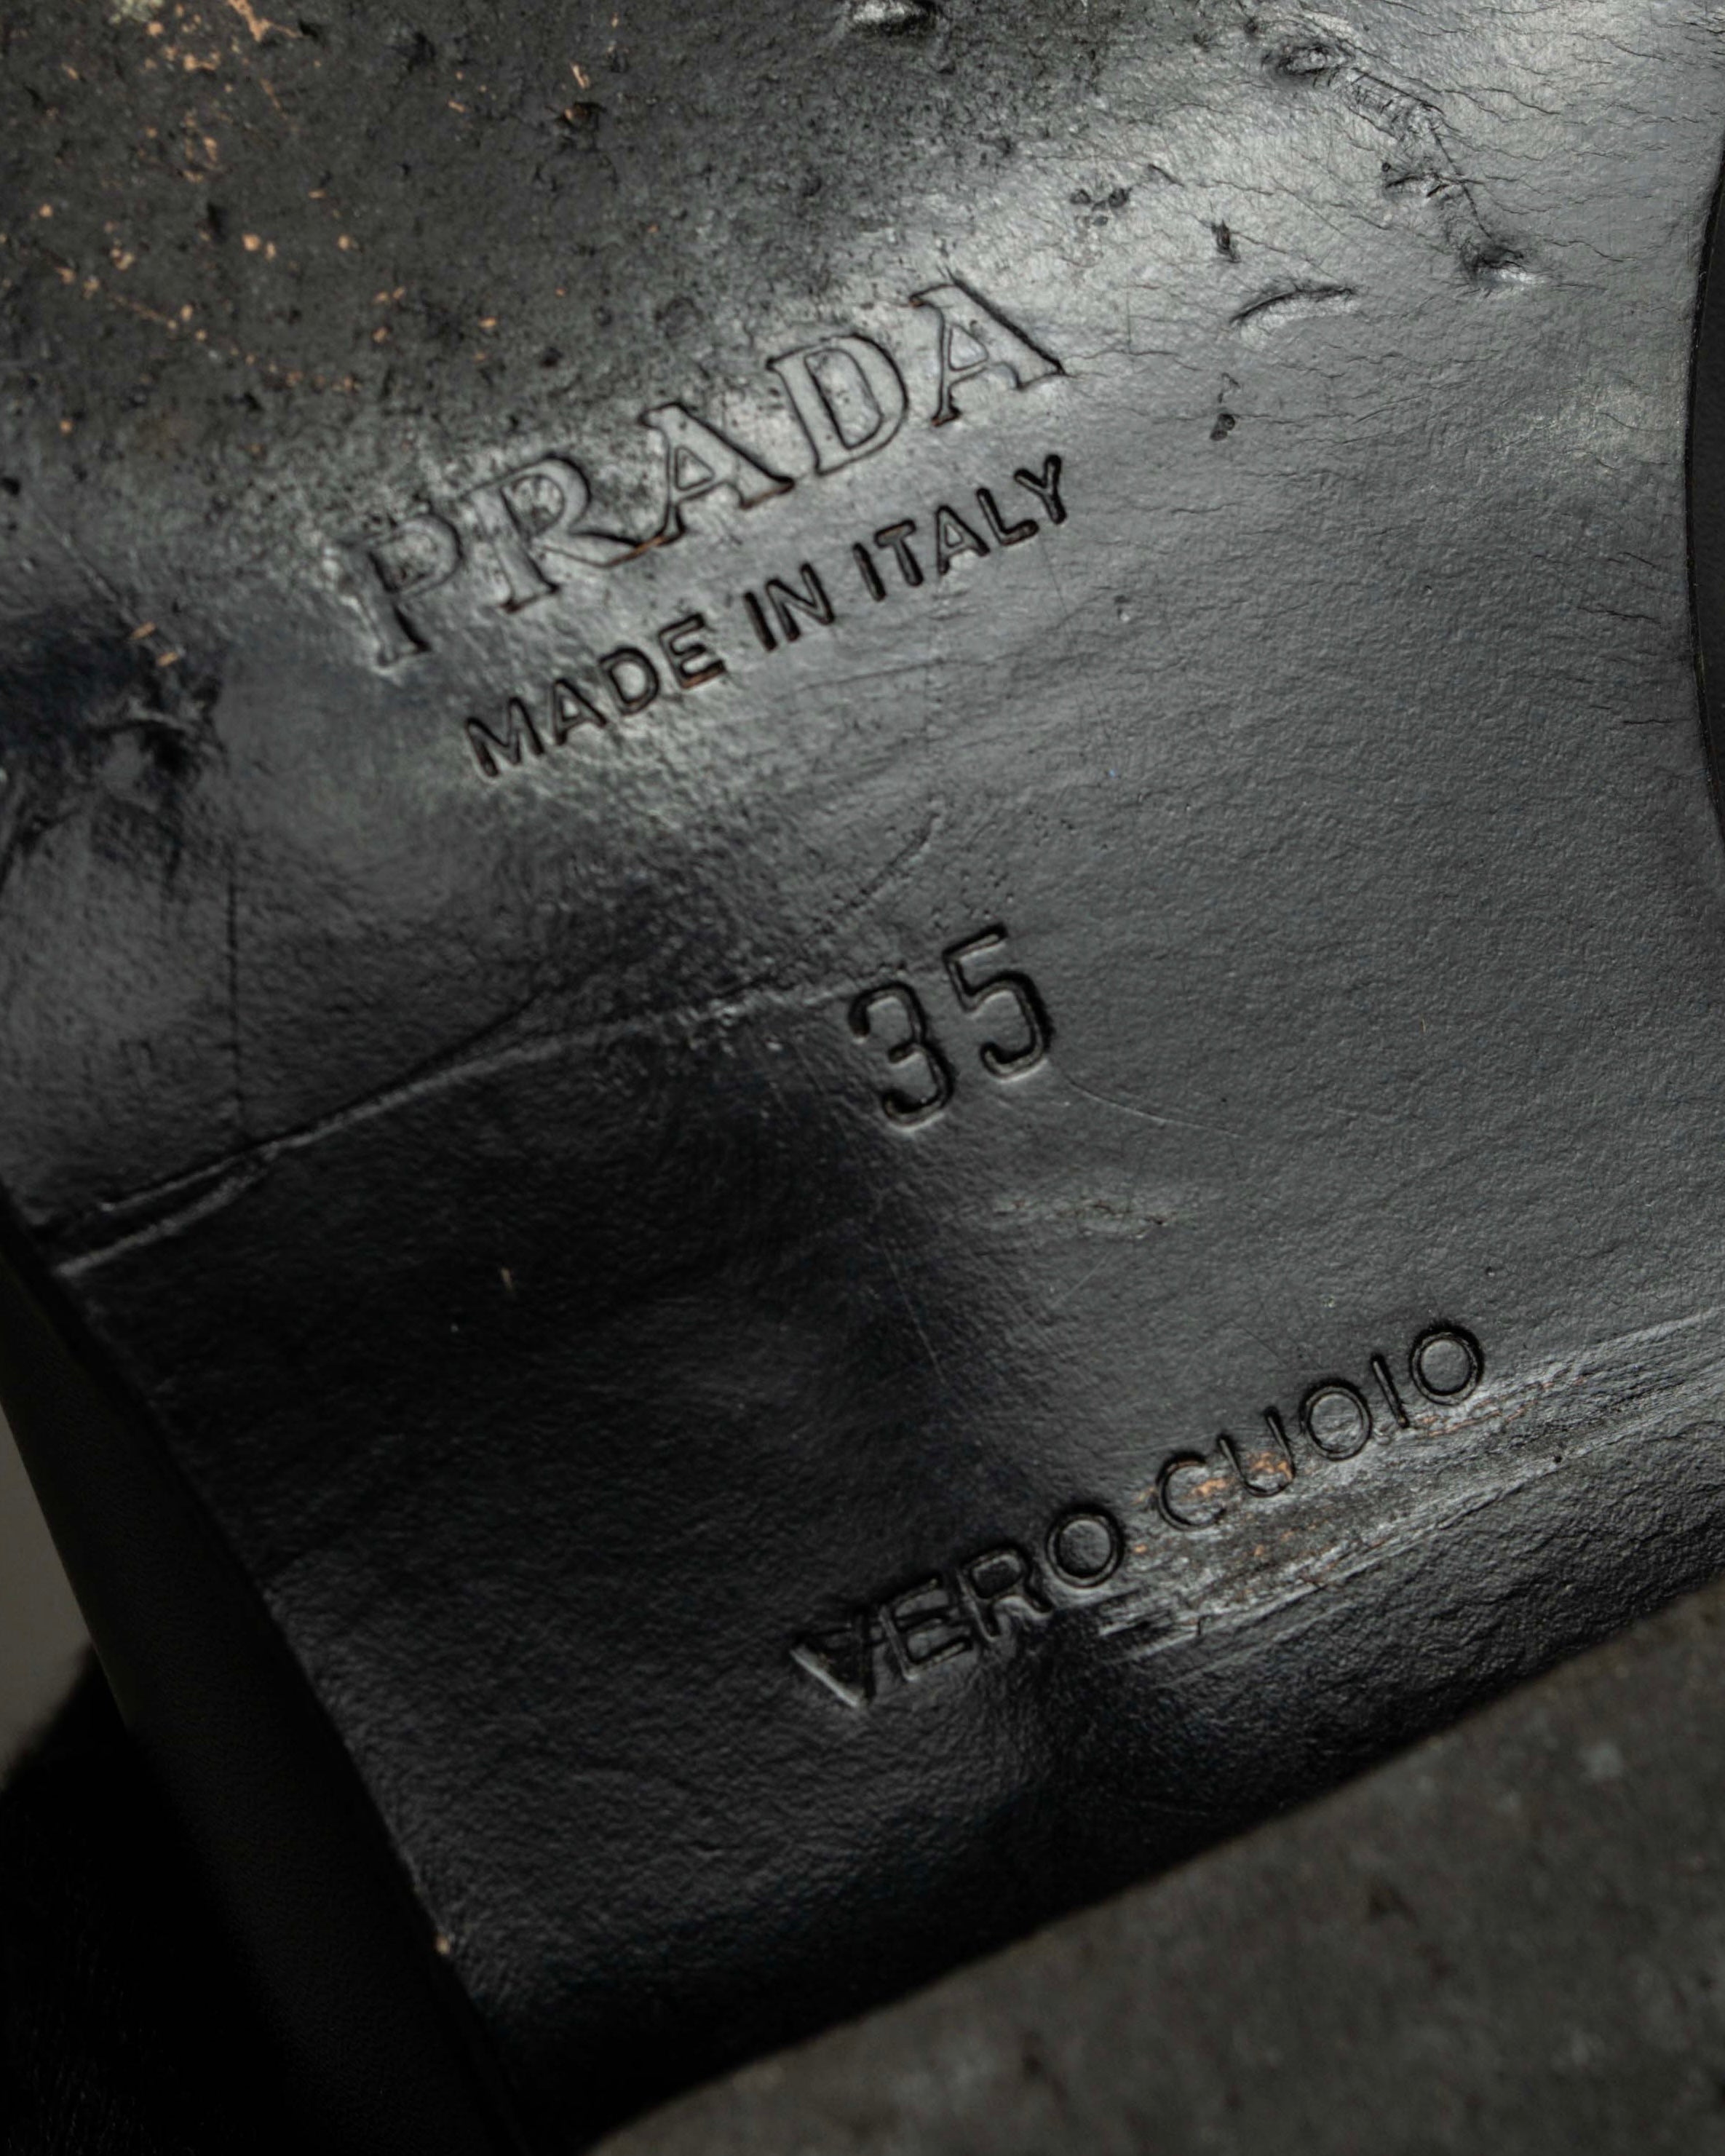 PRADA
MADE IN ITALY
35
VERO CUOIO